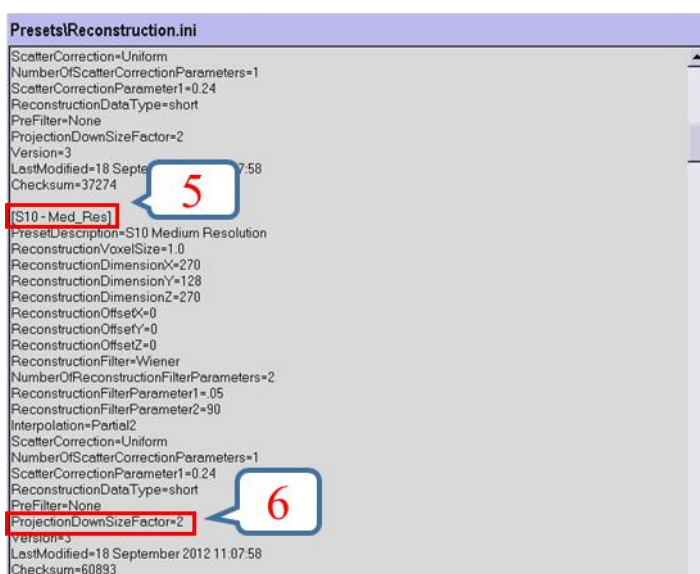 Presets\Reconstruction.ini
ScatterCorrection=Uniform
NumberOfScatterCorrectionParameters=1
ScatterCorrectionParameter1=0.24
ReconstructionDataType=short
PreFilter=None
ProjectionDownSizeFactor=2
Version=3
LastModified=18 Septe 7:58
Checksum=37274
5
[S10 - Med_Res]
PresetDescription=S10 Medium Resolution
ReconstructionVoxelSize=1.0
ReconstructionDimensionX=270
ReconstructionDimensionY=128
ReconstructionDimensionZ=270
ReconstructionOffsetX=0
ReconstructionOffsetY=0
ReconstructionOffsetZ=0
ReconstructionFilter=Wiener
NumberOfReconstructionFilterParameters=2
ReconstructionFilterParameter1=.05
ReconstructionFilterParameter2=90
Interpolation=Partial2
ScatterCorrection=Uniform
NumberOfScatterCorrectionParameters=1
ScatterCorrectionParameter1=0.24
ReconstructionDataType=short
PreFilter=None
6
ProjectionDownSizeFactor=2
Version=3
LastModified=18 September 2012 11:07:58
Checksum=60893